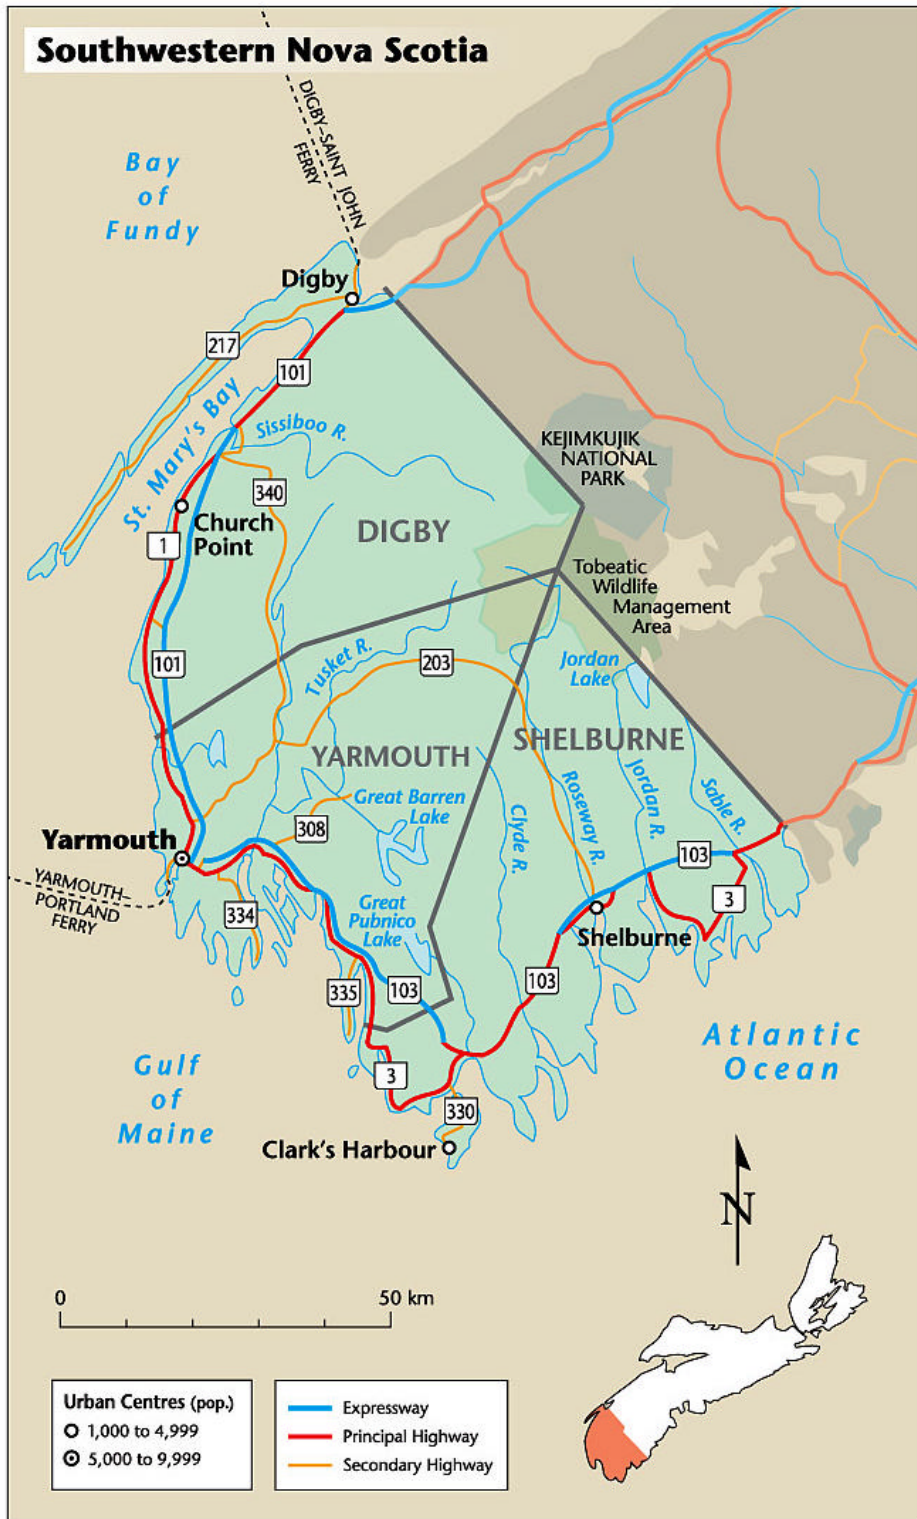 Southwestern Nova Scotia
DIGBY–SAINT JOHN
FERRY
Bay
of
Fundy
Digby
217
101
St. Mary's Bay
Sissiboo R.
KEJIMKUJIK
NATIONAL
PARK
340
Church
Point
DIGBY
1
Tobeatic
Wildlife
Management
Area
101
Tusket R.
203
Jordan
Lake
YARMOUTH
SHELBURNE
Great Barren
Lake
Clyde R.
Roseway R.
Jordan R.
Sable R.
308
Yarmouth
103
YARMOUTH–
PORTLAND
FERRY
334
Great
Pubnico
Lake
3
Shelburne
335
103
103
Atlantic
Ocean
Gulf
of
Maine
3
330
Clark's Harbour
N
0
50 km
Urban Centres (pop.)
1,000 to 4,999
5,000 to 9,999
Expressway
Principal Highway
Secondary Highway